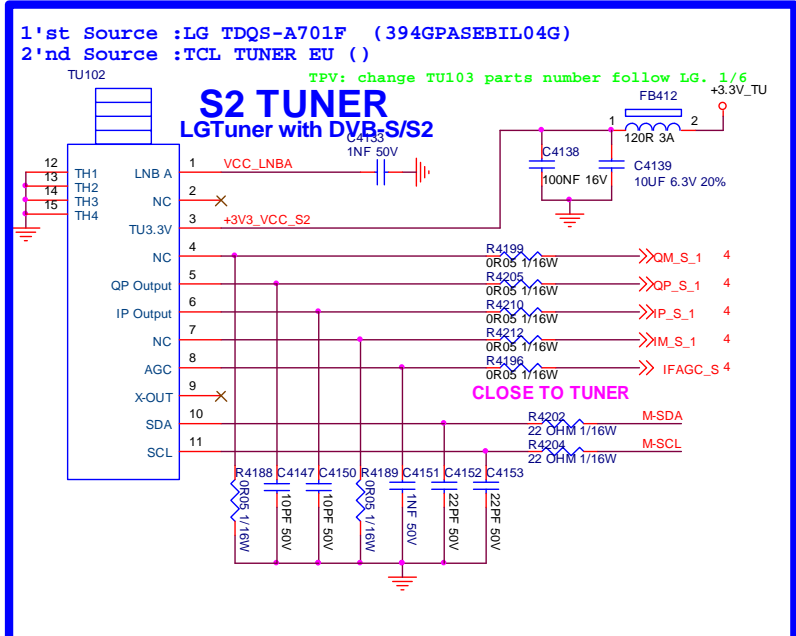 1'st Source :LG TDQS-A701F (394GPASEBIL04G)
2'nd Source :TCL TUNER EU ()
TU102
TPV: change TU103 parts number follow LG. 1/6
S2 TUNER
LGTuner with DVB-S/S2
FB412
+3.3V_TU
1 2
120R 3A
C4133
1NF 50V
C4138
100NF 16V
C4139
10UF 6.3V 20%
12 TH1
13 TH2
14 TH3
15 TH4
LNB A 1 VCC_LNBA
NC 2
TU3.3V 3 +3V3_VCC_S2
NC 4
R4199
0R05 1/16W
QM_S_1 4
QP Output 5
R4205
0R05 1/16W
QP_S_1 4
IP Output 6
R4210
0R05 1/16W
IP_S_1 4
NC 7
R4212
0R05 1/16W
IM_S_1 4
AGC 8
R4196
0R05 1/16W
IFAGC_S 4
CLOSE TO TUNER
X-OUT 9
SDA 10
R4202
22 OHM 1/16W
M-SDA
SCL 11
R4204
22 OHM 1/16W
M-SCL
R4188 C4147 C4150 R4189 C4151 C4152 C4153
0R05 1/16W
10PF 50V
10PF 50V
0R05 1/16W
1NF 50V
22PF 50V
22PF 50V